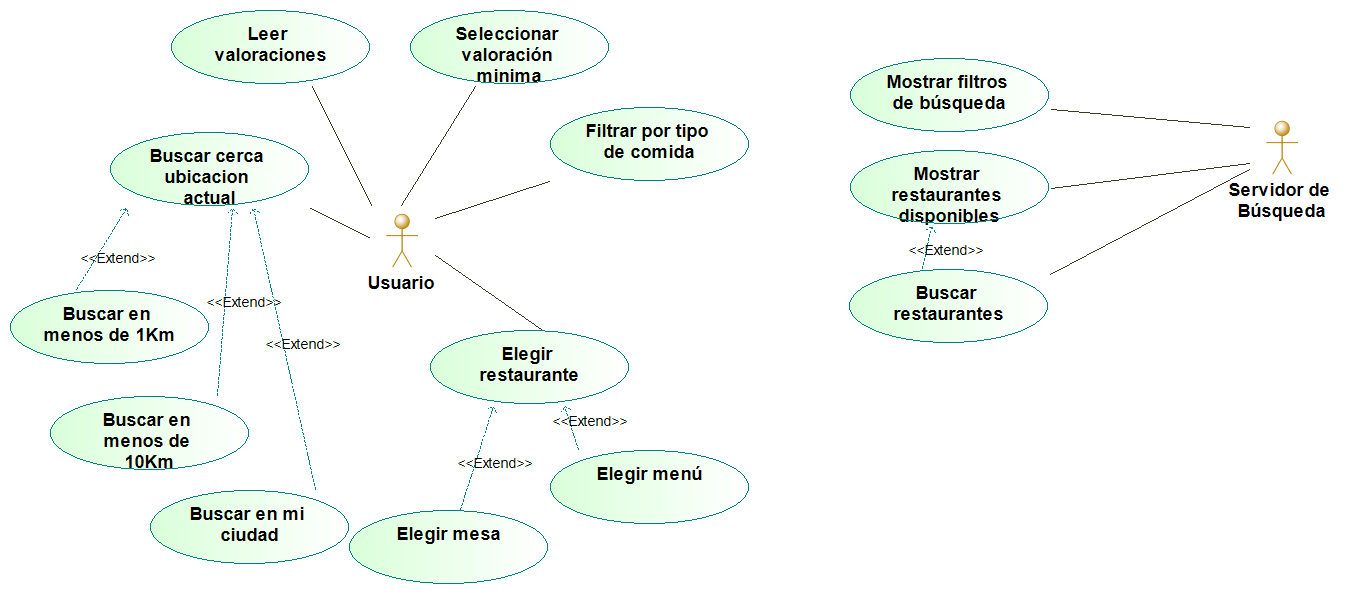 Leer
valoraciones
Seleccionar
valoración
minima
Filtrar por tipo
de comida
Buscar cerca
ubicacion
actual
Usuario
<<Extend>>
<<Extend>>
<<Extend>>
Buscar en
menos de 1Km
Buscar en
menos de
10Km
Buscar en mi
ciudad
Elegir
restaurante
<<Extend>>
<<Extend>>
Elegir menú
Elegir mesa
Mostrar filtros
de búsqueda
Mostrar
restaurantes
disponibles
Servidor de
Búsqueda
<<Extend>>
Buscar
restaurantes